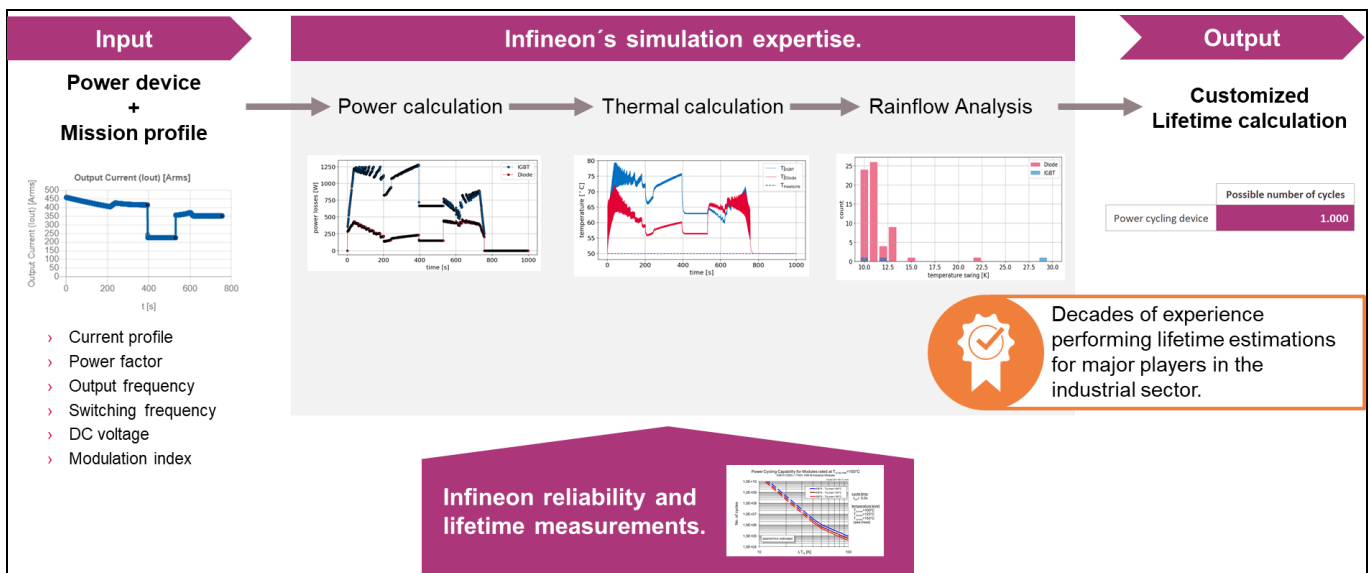 Input
Infineon´s simulation expertise.
Output
Power device
+
Mission profile
Power calculation
Thermal calculation
Rainflow Analysis
Customized
Lifetime calculation
Output Current (Iout) [Arms]
Output Current (Iout) [Arms]
500
450
400
350
300
250
200
150
100
50
0
0
200
400
600
800
t [s]
power losses [W]
1250
1000
750
500
250
0
IGBT
Diode
0
200
400
600
800
1000
time [s]
temperature [°C]
80
75
70
65
60
55
50
0
200
400
600
800
1000
time [s]
count
25
20
15
10
5
0
Diode
IGBT
10.0
12.5
15.0
17.5
20.0
22.5
25.0
27.5
30.0
temperature swing [K]
Possible number of cycles
Power cycling device
1.000
› Current profile
› Power factor
› Output frequency
› Switching frequency
› DC voltage
› Modulation index
Decades of experience
performing lifetime estimations
for major players in the
industrial sector.
Infineon reliability and
lifetime measurements.
No. of cycles
10
100